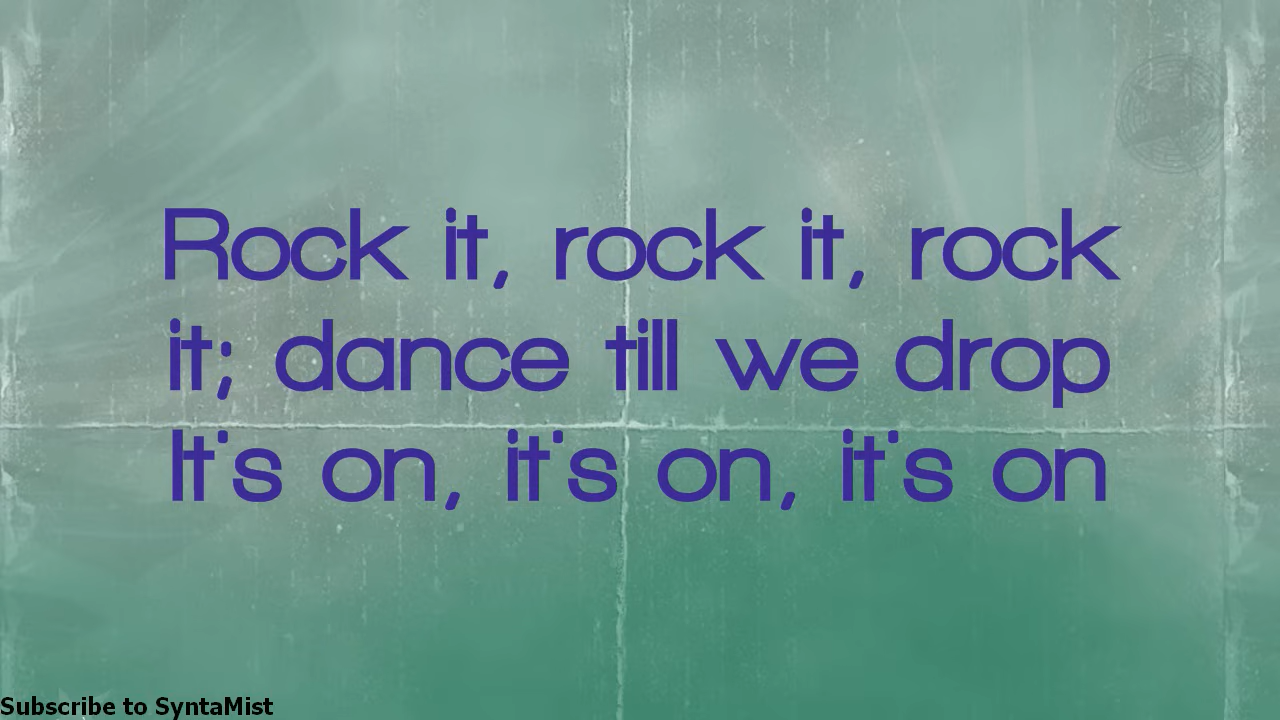 Rock it, rock it, rock
it; dance till we drop
It's on, it's on, it's on
Subscribe to SyntaMist